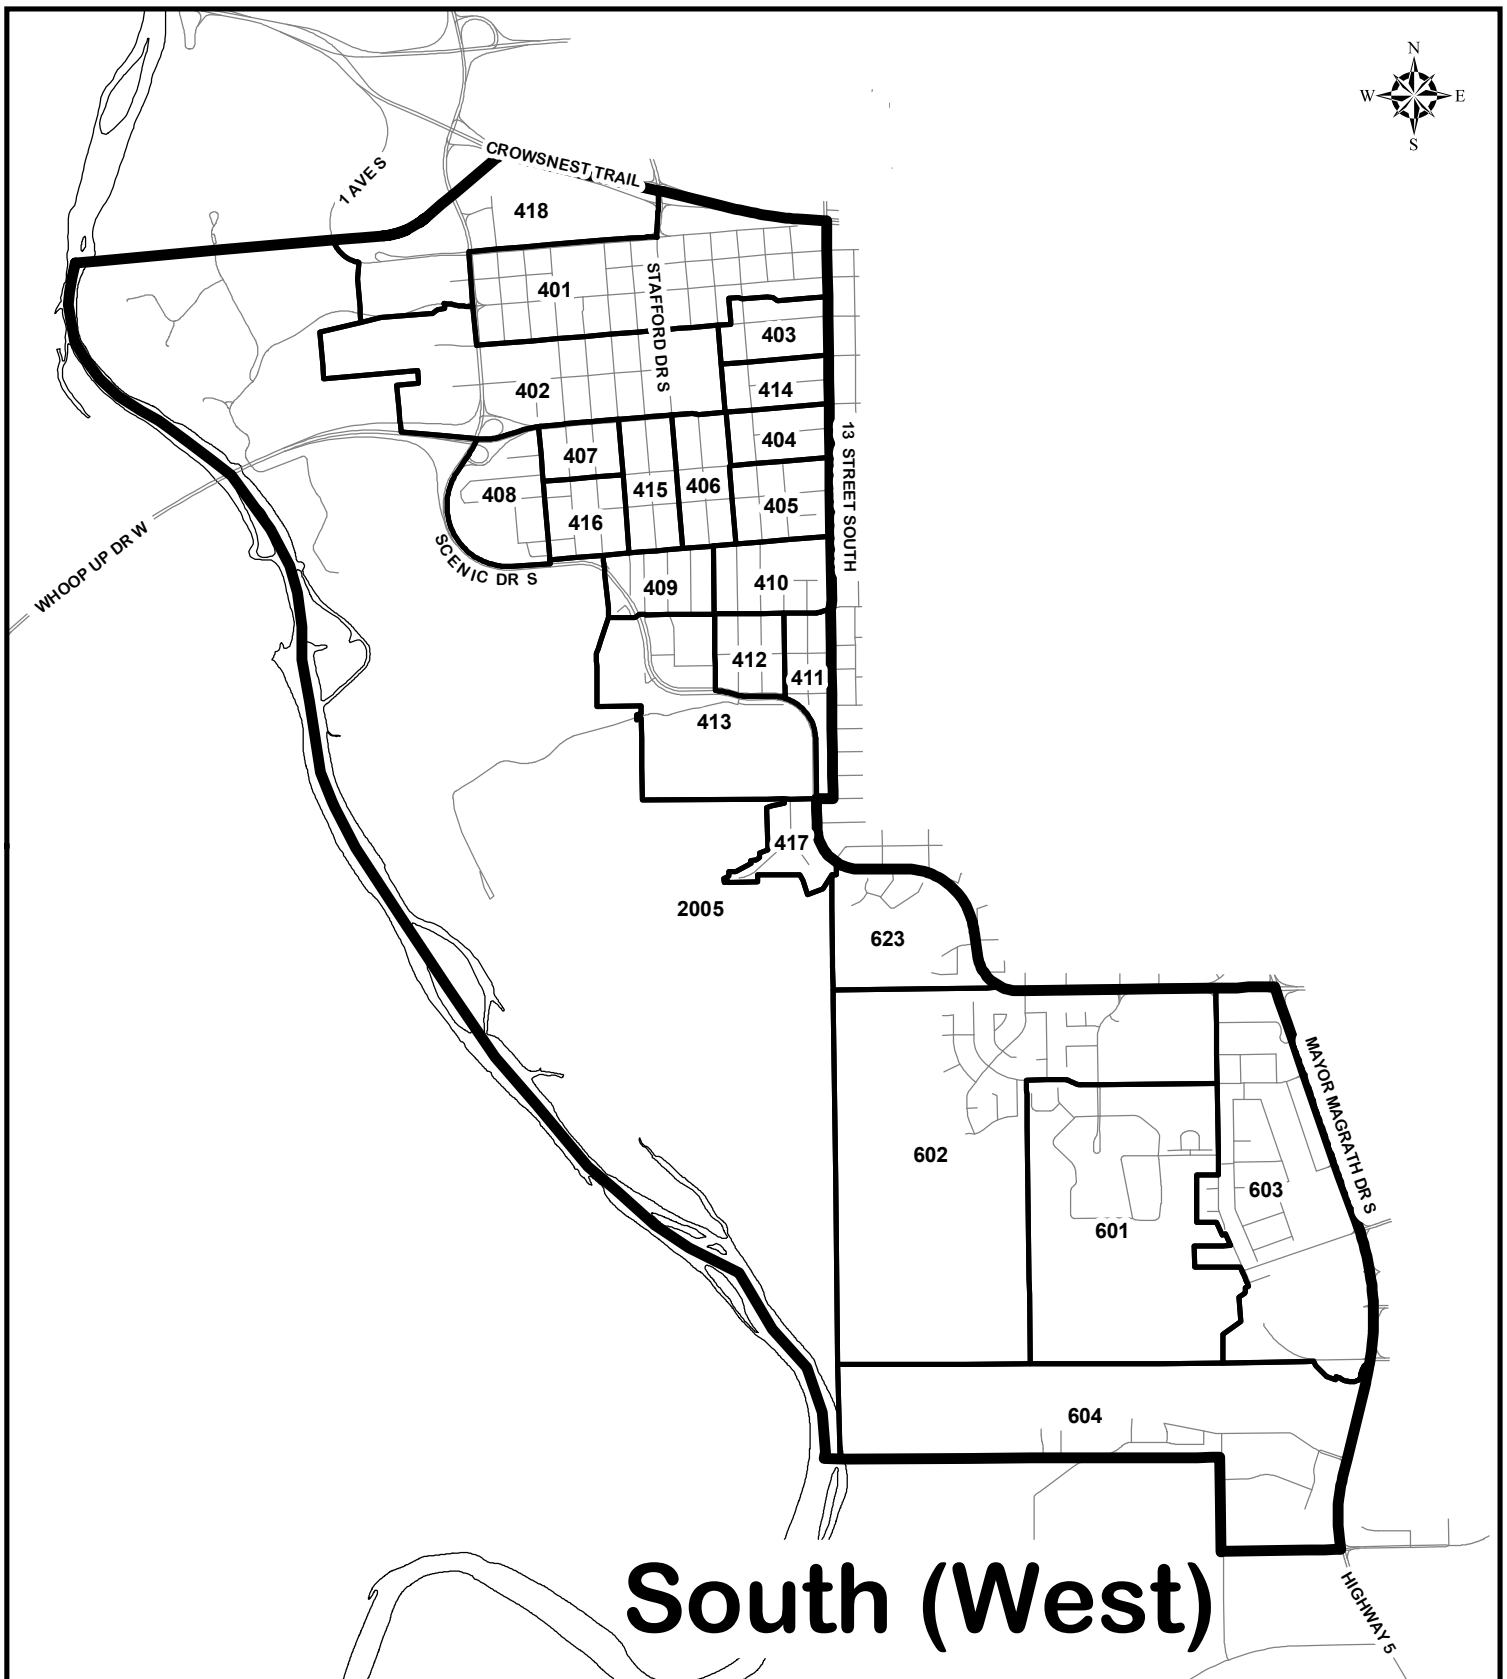 N
W E
S
CROWSNEST TRAIL
1 AVE S
418
401
STAFFORD DR S
403
402
414
13 STREET SOUTH
404
407
408
415
406
405
416
WHOOP UP DR W
SCENIC DR S
409
410
412
411
413
417
2005
623
MAYOR MAGRATH DR S
602
603
601
604
HIGHWAY 5
South (West)